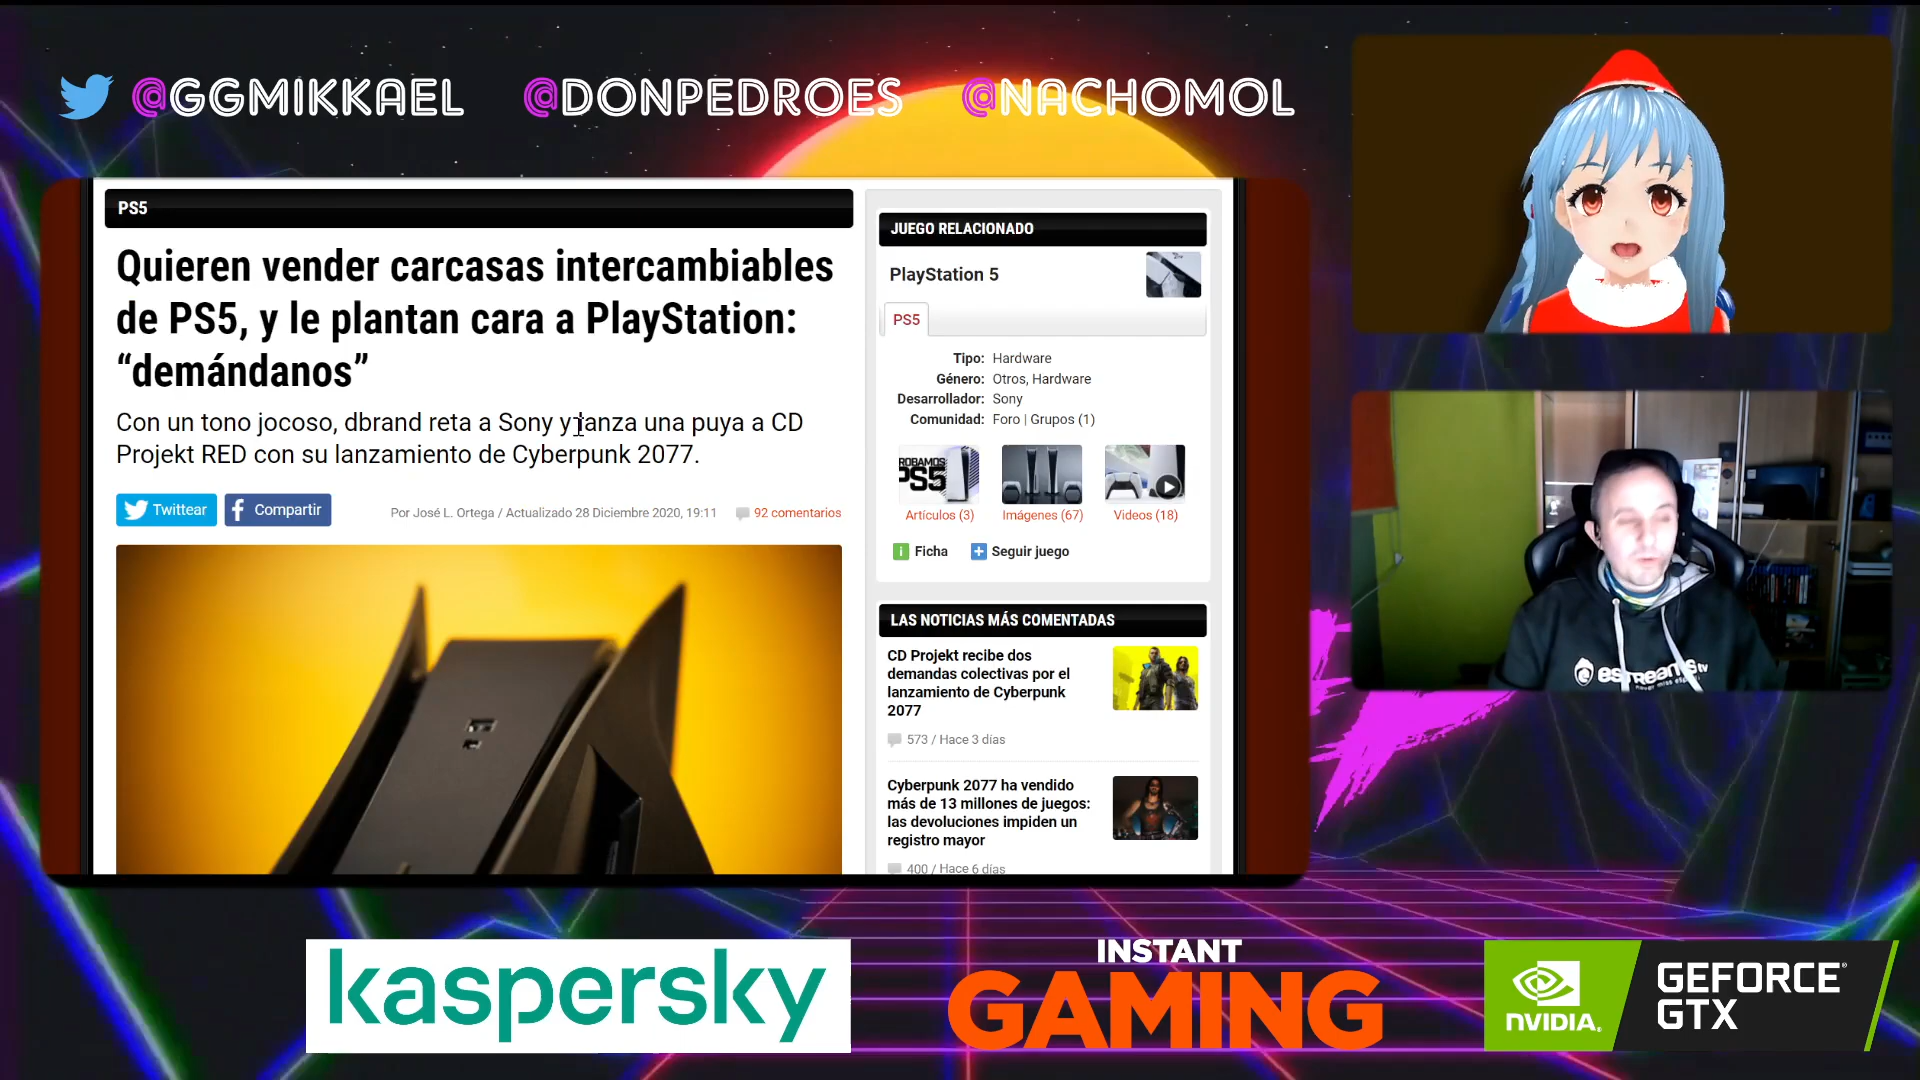 @GGMIKKAEL @DONPEDROES @NACHOMOL
PS5
Quieren vender carcasas intercambiables
de PS5, y le plantan cara a PlayStation:
“demándanos”
Con un tono jocoso, dbrand reta a Sony y lanza una puya a CD
Projekt RED con su lanzamiento de Cyberpunk 2077.
Twittear Compartir Por José L. Ortega / Actualizado 28 Diciembre 2020, 19:11 92 comentarios
JUEGO RELACIONADO
PlayStation 5
PS5
Tipo: Hardware
Género: Otros, Hardware
Desarrollador: Sony
Comunidad: Foro | Grupos (1)
ROBAMOS
PS5
Artículos (3) Imágenes (67) Videos (18)
i Ficha + Seguir juego
LAS NOTICIAS MÁS COMENTADAS
CD Projekt recibe dos
demandas colectivas por el
lanzamiento de Cyberpunk
2077
573 / Hace 3 días
Cyberpunk 2077 ha vendido
más de 13 millones de juegos:
las devoluciones impiden un
registro mayor
400 / Hace 6 días
estreams tv
kaspersky
INSTANT
GAMING
NVIDIA.
GEFORCE®
GTX